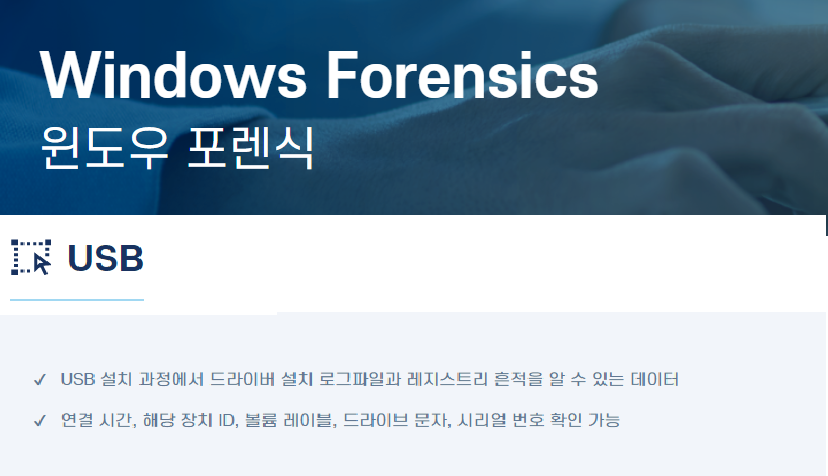 Windows Forensics
윈도우 포렌식
USB
✓ USB 설치 과정에서 드라이버 설치 로그파일과 레지스트리 흔적을 알 수 있는 데이터
✓ 연결 시간, 해당 장치 ID, 볼륨 레이블, 드라이브 문자, 시리얼 번호 확인 가능